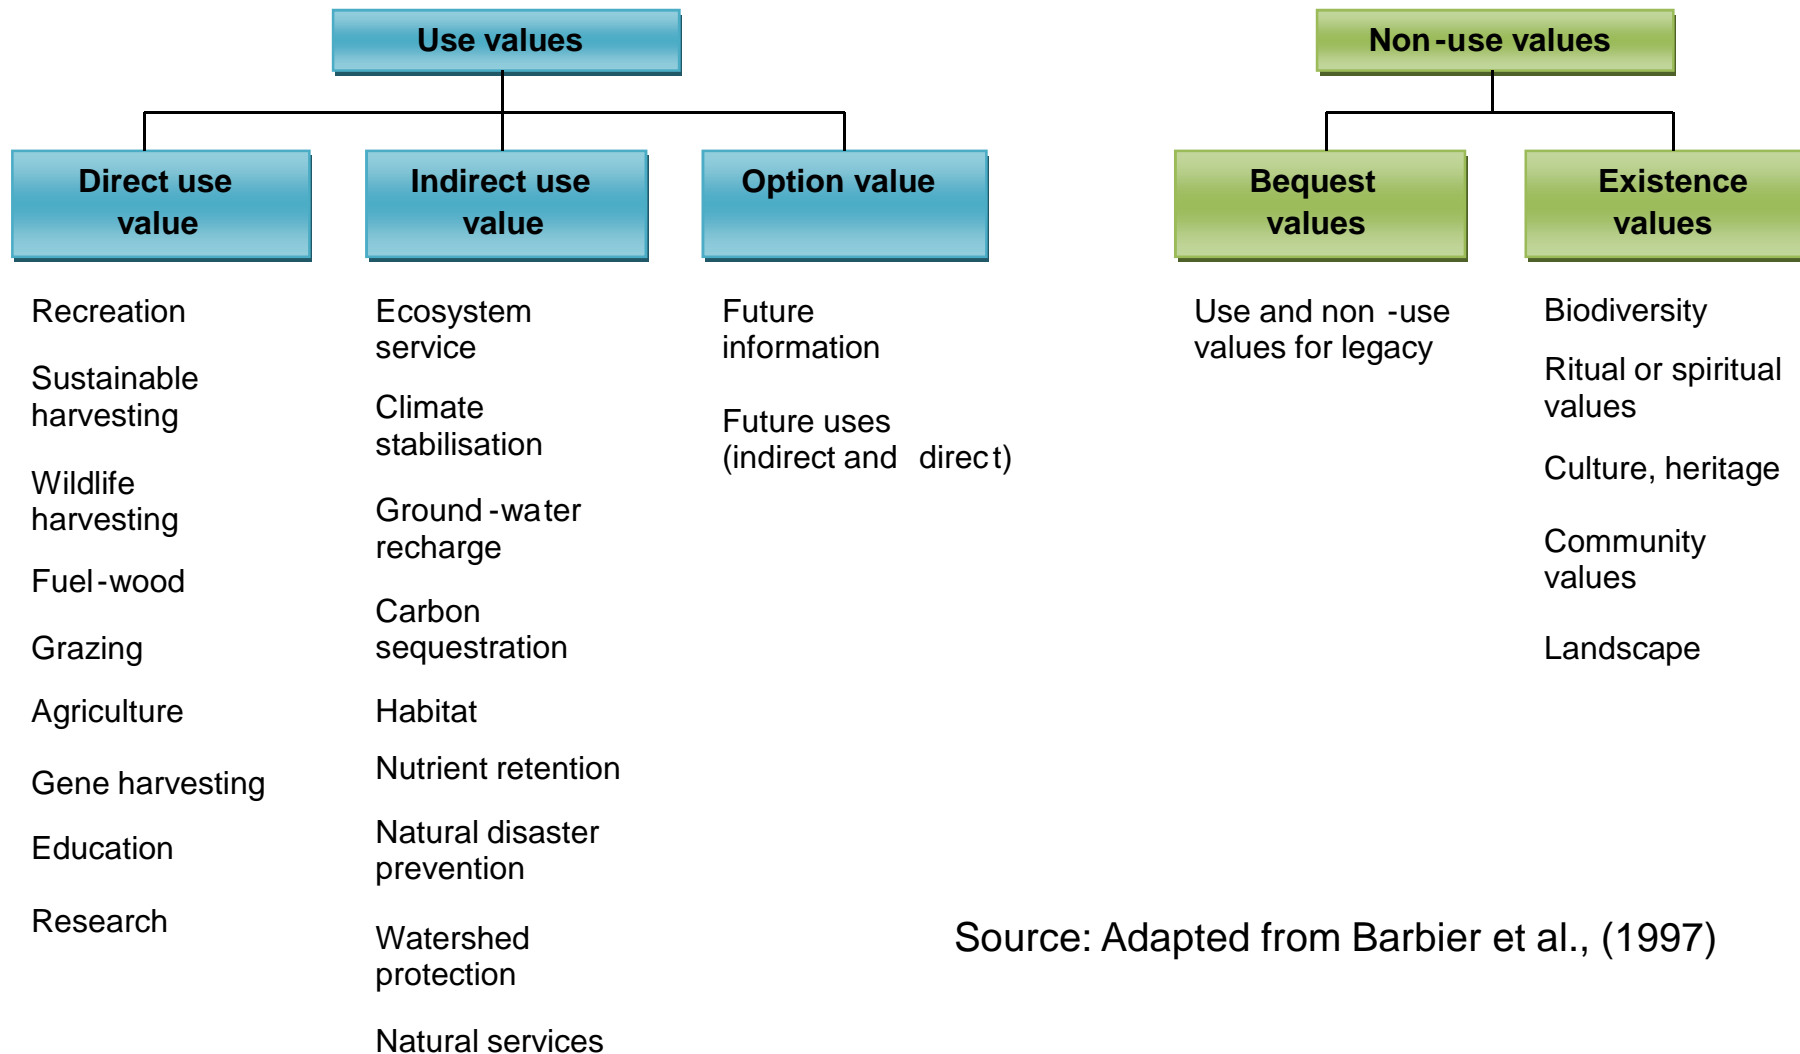 Use values
Non-use values
Direct use
value
Indirect use
value
Option value
Bequest
values
Existence
values
Recreation
Sustainable
harvesting
Wildlife
harvesting
Fuel-wood
Grazing
Agriculture
Gene harvesting
Education
Research
Ecosystem
service
Climate
stabilisation
Ground-water
recharge
Carbon
sequestration
Habitat
Nutrient retention
Natural disaster
prevention
Watershed
protection
Natural services
Future
information
Future uses
(indirect and direct)
Use and non-use
values for legacy
Biodiversity
Ritual or spiritual
values
Culture, heritage
Community
values
Landscape
Source: Adapted from Barbier et al., (1997)